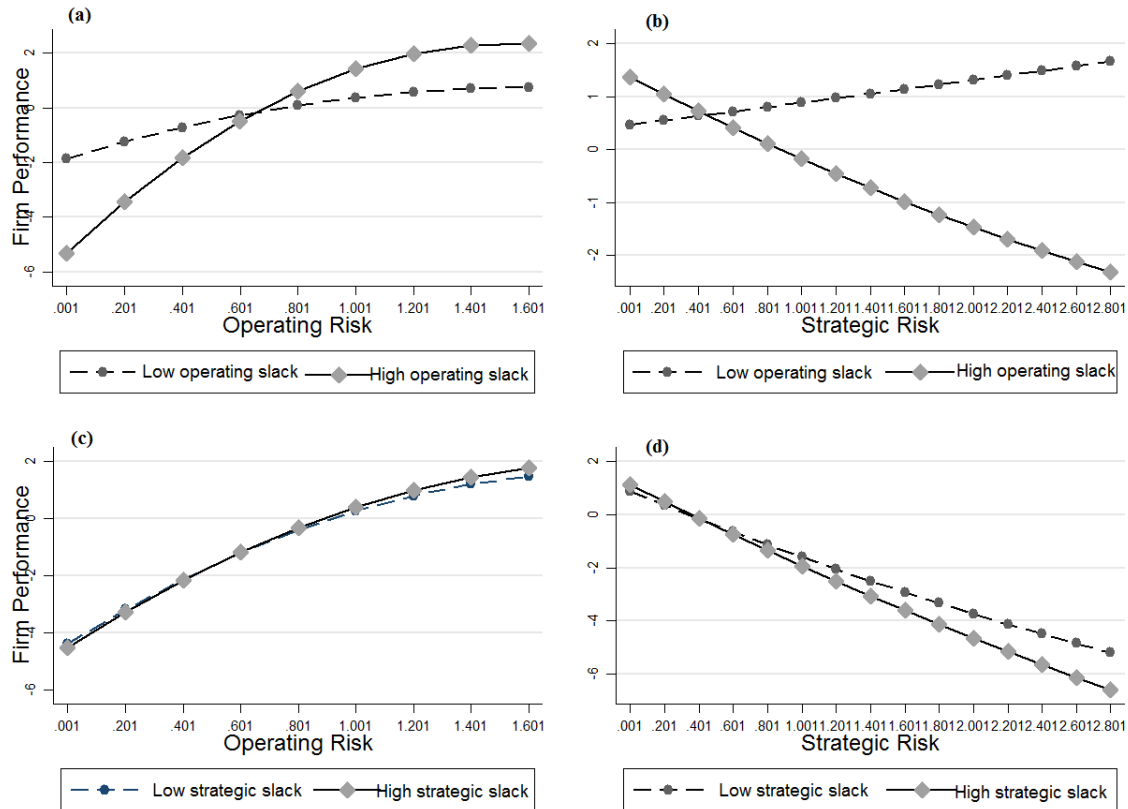 (a)
(b)
Firm Performance
2
0
-2
-4
-6
.001 .201 .401 .601 .801 1.001 1.201 1.401 1.601
Operating Risk
Low operating slack High operating slack
2
1
0
-1
-2
.001 .201 .401 .601 .801 1.001 1.201 1.401 1.601 1.801 2.001 2.201 2.401 2.601 2.801
Strategic Risk
Low operating slack High operating slack
(c)
(d)
Firm Performance
2
0
-2
-4
-6
.001 .201 .401 .601 .801 1.001 1.201 1.401 1.601
Operating Risk
Low strategic slack High strategic slack
2
0
-2
-4
-6
.001 .201 .401 .601 .801 1.001 1.201 1.401 1.601 1.801 2.001 2.201 2.401 2.601 2.801
Strategic Risk
Low strategic slack High strategic slack